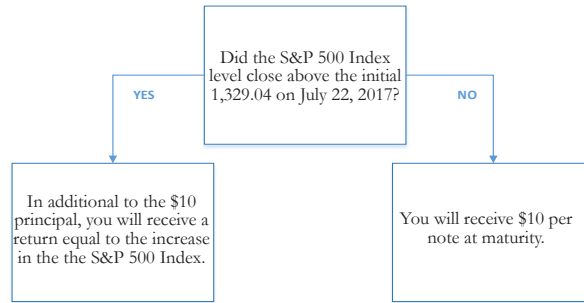 Did the S&P 500 Index
level close above the initial
1,329.04 on July 22, 2017?
YES
NO
In additional to the $10
principal, you will receive a
return equal to the increase
in the the S&P 500 Index.
You will receive $10 per
note at maturity.